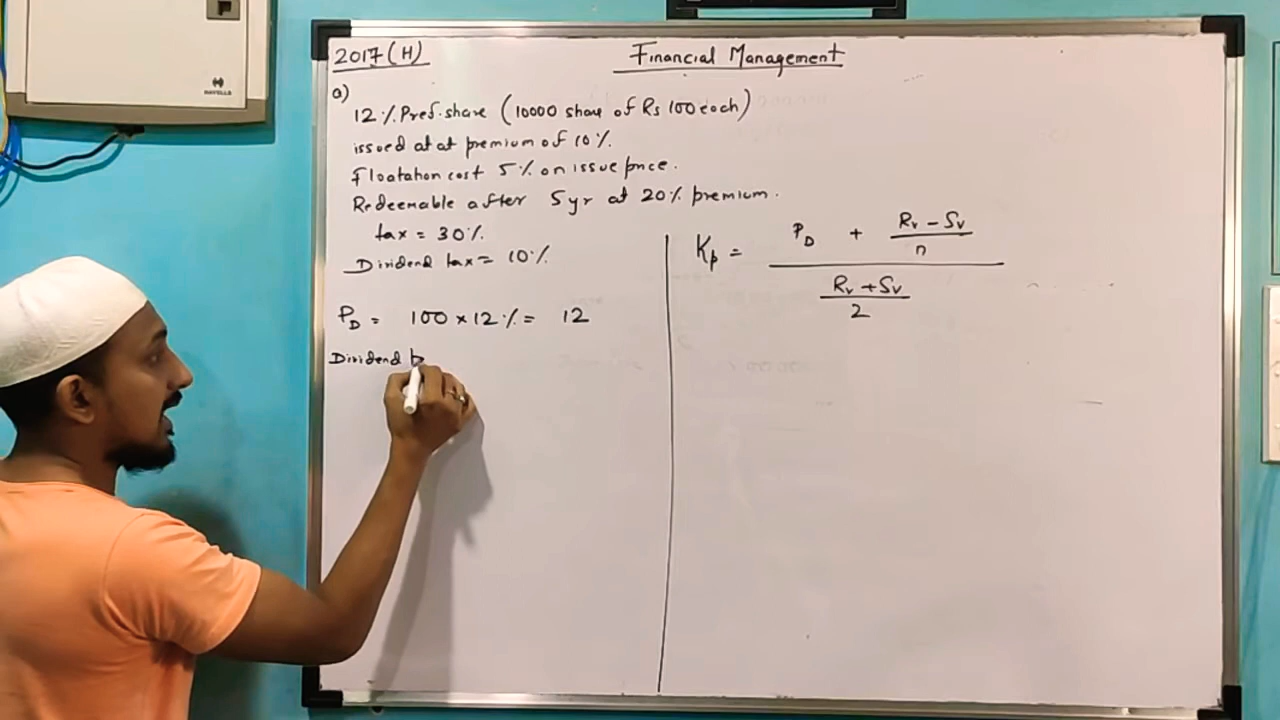 HAVELLS
2017 (H)
Financial Management
a)
12% Pref. share (10000 share of Rs 100 each)
issued at at premium of 10%.
Floatation cost 5% on issue price.
Redeemable after 5 yr at 20% premium.
tax = 30%.
Dividend tax = 10%.
Kp = PD + Rv - Sv / n
Rv + Sv / 2
PD = 100 × 12% = 12
Dividend